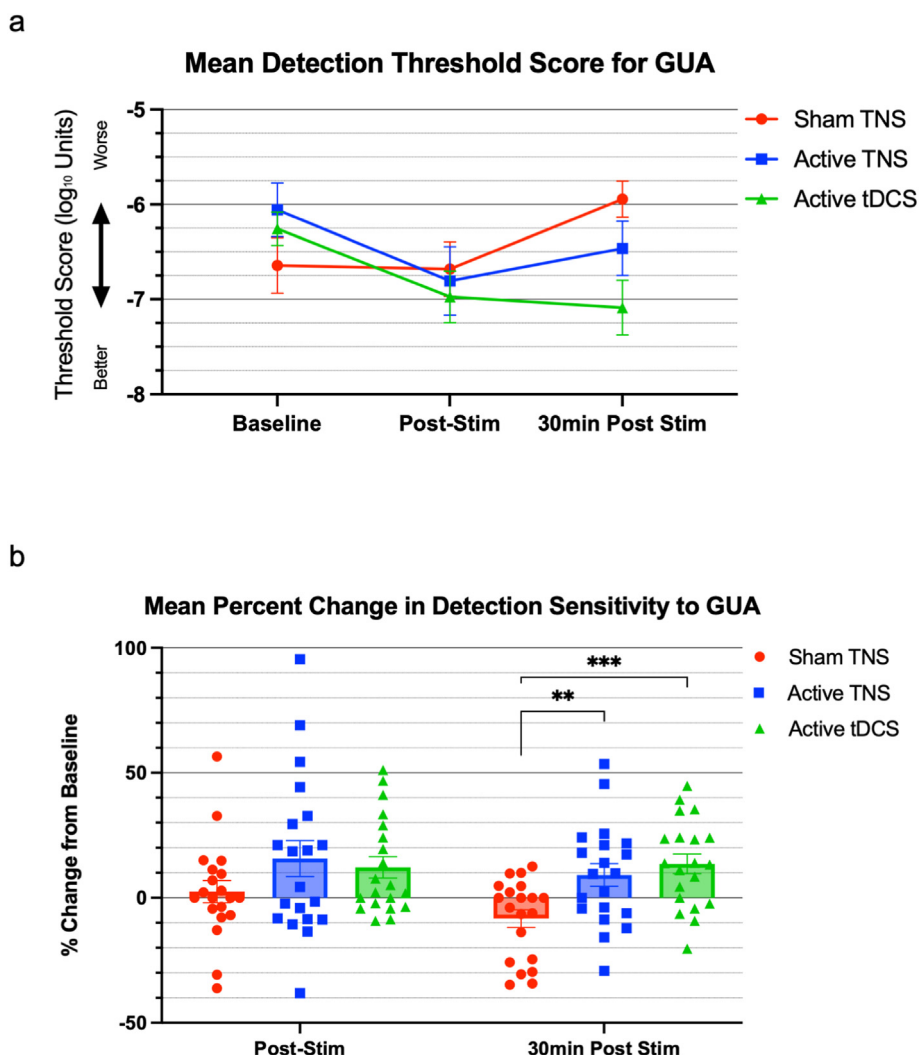 a
Mean Detection Threshold Score for GUA
Threshold Score (log₁₀ Units)
Worse
Better
-5
-6
-7
-8
Baseline
Post-Stim
30min Post Stim
Sham TNS
Active TNS
Active tDCS
b
Mean Percent Change in Detection Sensitivity to GUA
% Change from Baseline
100
50
0
-50
***
**
Post-Stim
30min Post Stim
Sham TNS
Active TNS
Active tDCS